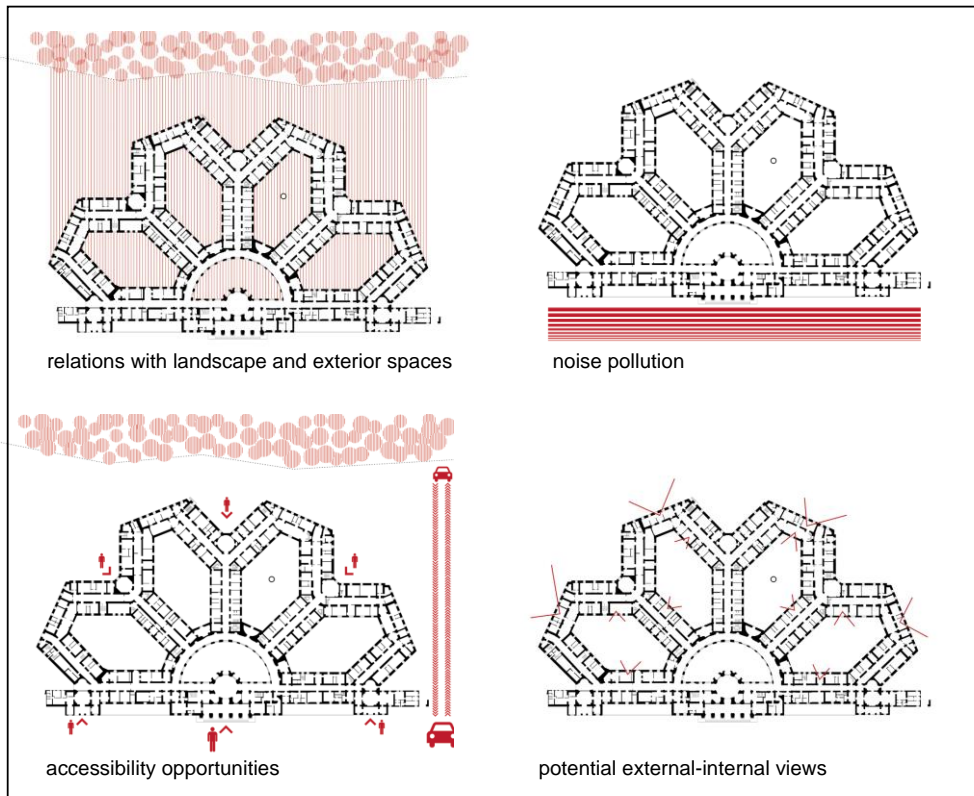 relations with landscape and exterior spaces
noise pollution
accessibility opportunities
potential external-internal views